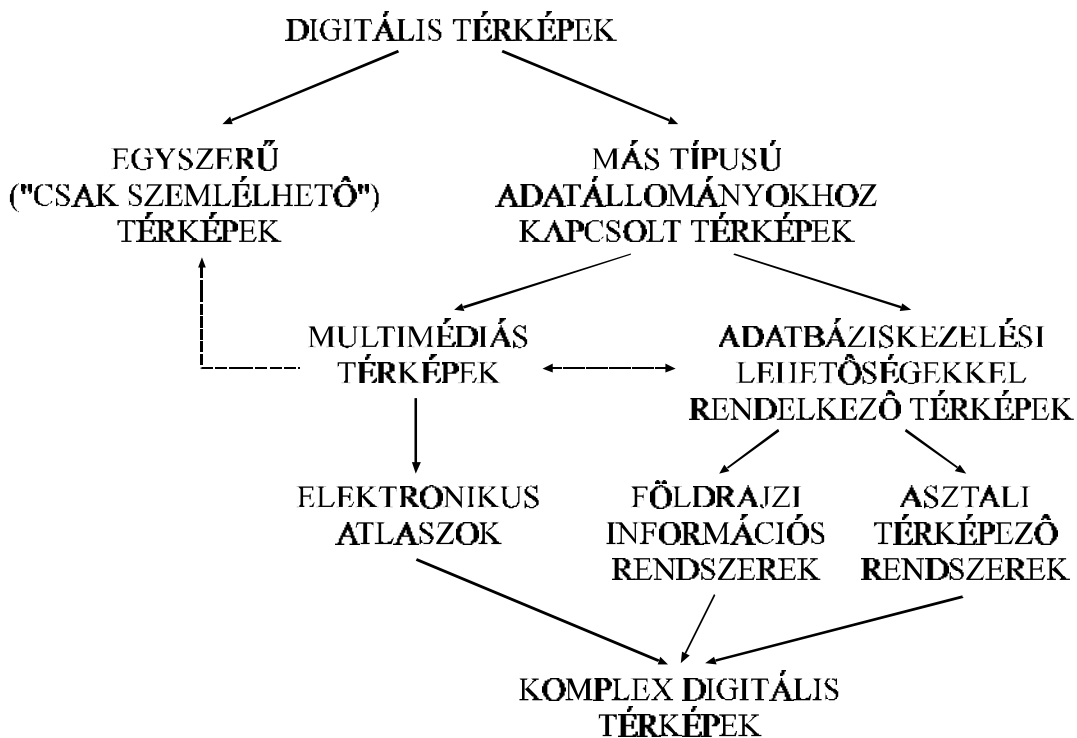 DIGITÁLIS TÉRKÉPEK
EGYSZERŰ
("CSAK SZEMLÉLHETÔ")
TÉRKÉPEK
MÁS TÍPUSÚ
ADATÁLLOMÁNYOKHOZ
KAPCSOLT TÉRKÉPEK
MULTIMÉDIÁS
TÉRKÉPEK
ADATBÁZISKEZELÉSI
LEHETÔSÉGEKKEL
RENDELKEZÔ TÉRKÉPEK
ELEKTRONIKUS
ATLASZOK
FÖLDRAJZI
INFORMÁCIÓS
RENDSZEREK
ASZTALI
TÉRKÉPEZÔ
RENDSZEREK
KOMPLEX DIGITÁLIS
TÉRKÉPEK